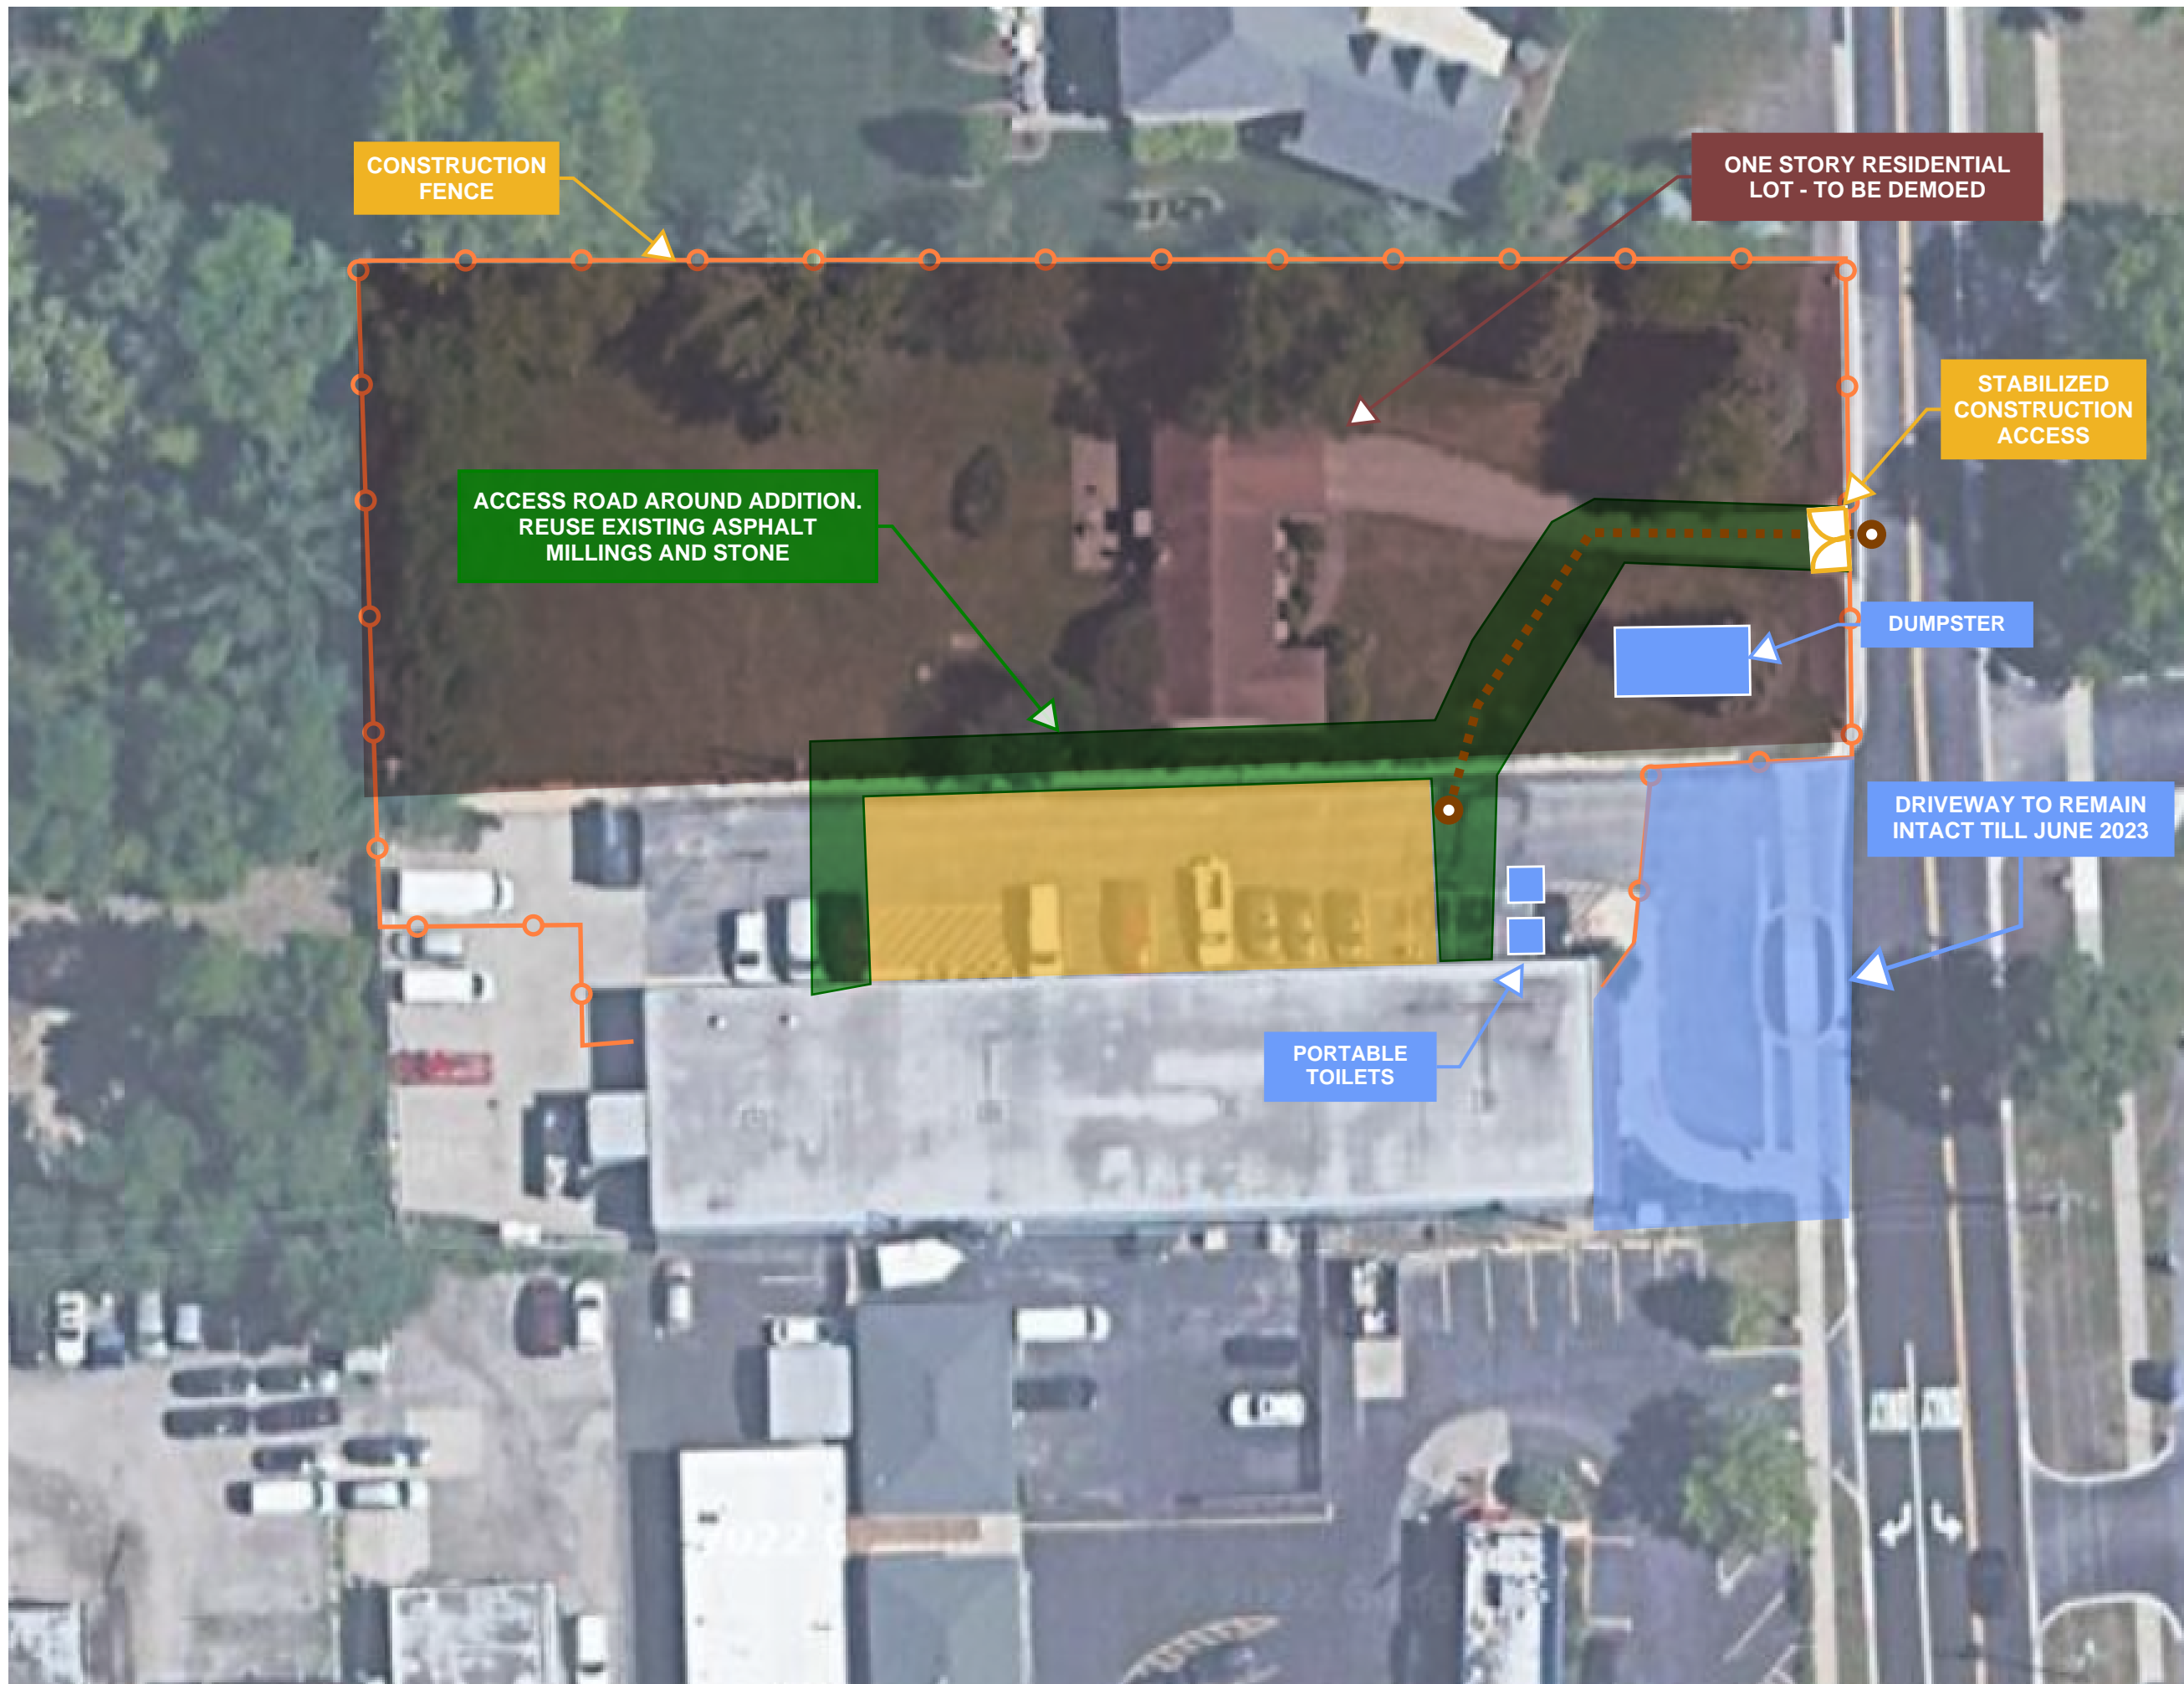 CONSTRUCTION
FENCE
ONE STORY RESIDENTIAL
LOT - TO BE DEMOED
STABILIZED
CONSTRUCTION
ACCESS
ACCESS ROAD AROUND ADDITION.
REUSE EXISTING ASPHALT
MILLINGS AND STONE
DUMPSTER
DRIVEWAY TO REMAIN
INTACT TILL JUNE 2023
PORTABLE
TOILETS